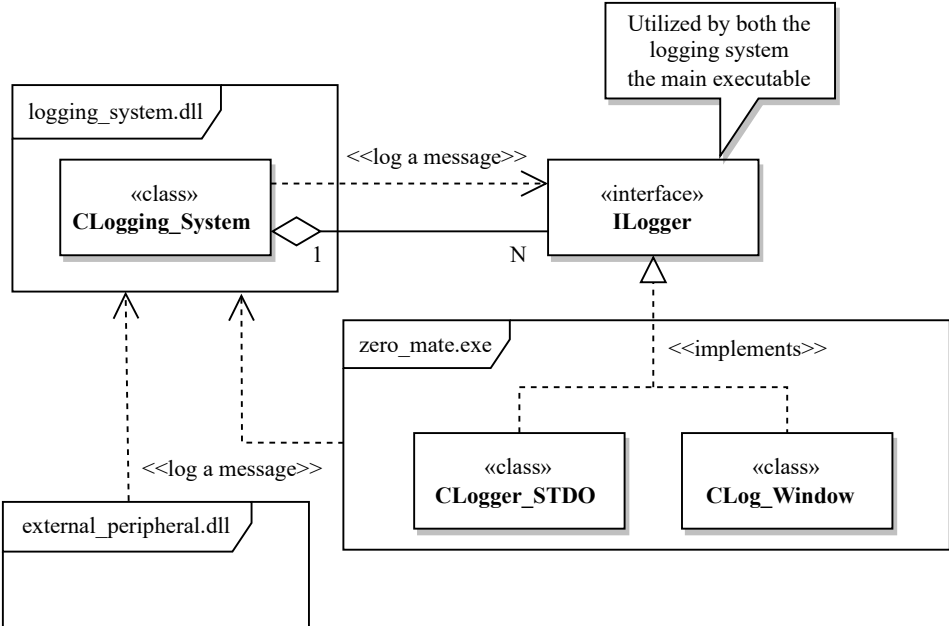 Utilized by both the
logging system
the main executable
logging_system.dll
<<log a message>>
«class»
CLogging_System
«interface»
ILogger
1
N
zero_mate.exe
<<implements>>
«class»
CLogger_STDO
«class»
CLog_Window
<<log a message>>
external_peripheral.dll